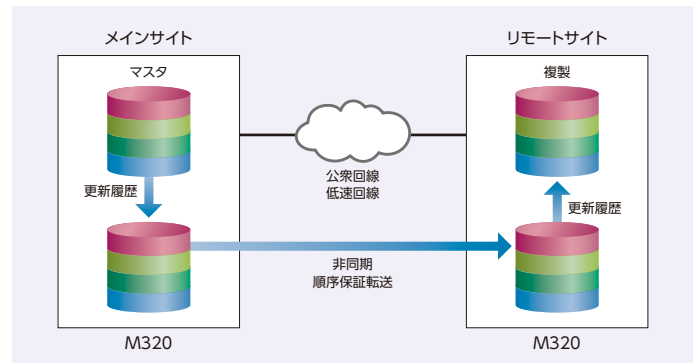 メインサイト
リモートサイト
マスタ
複製
公衆回線
低速回線
更新履歴
更新履歴
非同期
順序保証転送
M320
M320